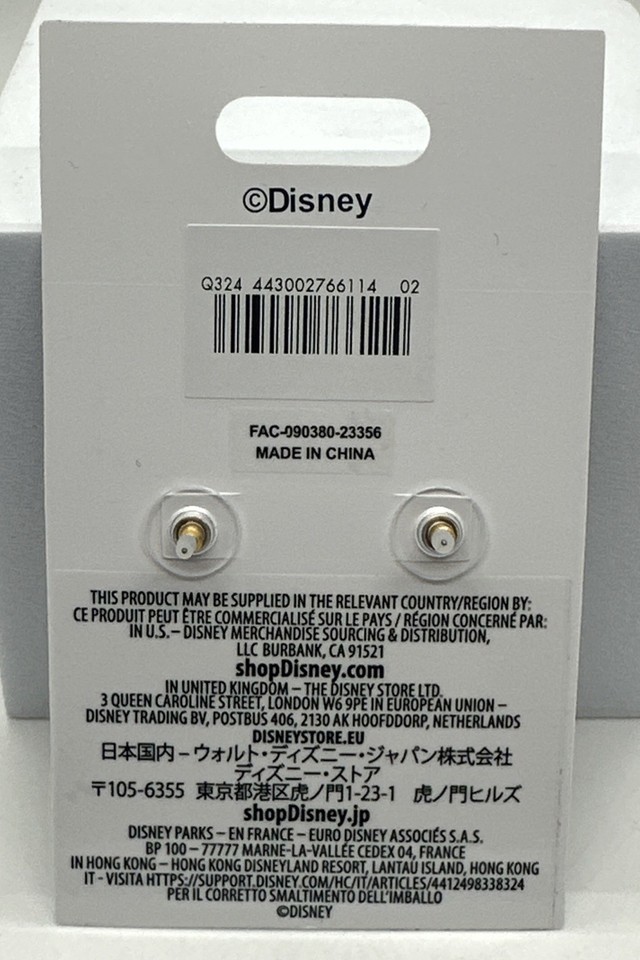 ©Disney
Q324 443002766114 02
FAC-090380-23356
MADE IN CHINA
THIS PRODUCT MAY BE SUPPLIED IN THE RELEVANT COUNTRY/REGION BY:
CE PRODUIT PEUT ÊTRE COMMERCIALISÉ SUR LE PAYS / RÉGION CONCERNÉ PAR:
IN U.S.– DISNEY MERCHANDISE SOURCING & DISTRIBUTION,
LLC BURBANK, CA 91521
shopDisney.com
IN UNITED KINGDOM – THE DISNEY STORE LTD.
3 QUEEN CAROLINE STREET, LONDON W6 9PE IN EUROPEAN UNION –
DISNEY TRADING BV, POSTBUS 406, 2130 AK HOOFDDORP, NETHERLANDS
DISNEYSTORE.EU
日本国内 – ウォルト・ディズニー・ジャパン株式会社
ディズニー・ストア
〒105-6355 東京都港区虎ノ門1-23-1 虎ノ門ヒルズ
shopDisney.jp
DISNEY PARKS – EN FRANCE – EURO DISNEY ASSOCIÉS S.A.S.
BP 100 – 77777 MARNE-LA-VALLÉE CEDEX 04, FRANCE
IN HONG KONG – HONG KONG DISNEYLAND RESORT, LANTAU ISLAND, HONG KONG
IT - VISITA HTTPS://SUPPORT.DISNEY.COM/HC/IT/ARTICLES/4412498338324
PER IL CORRETTO SMALTIMENTO DELL'IMBALLO
©DISNEY